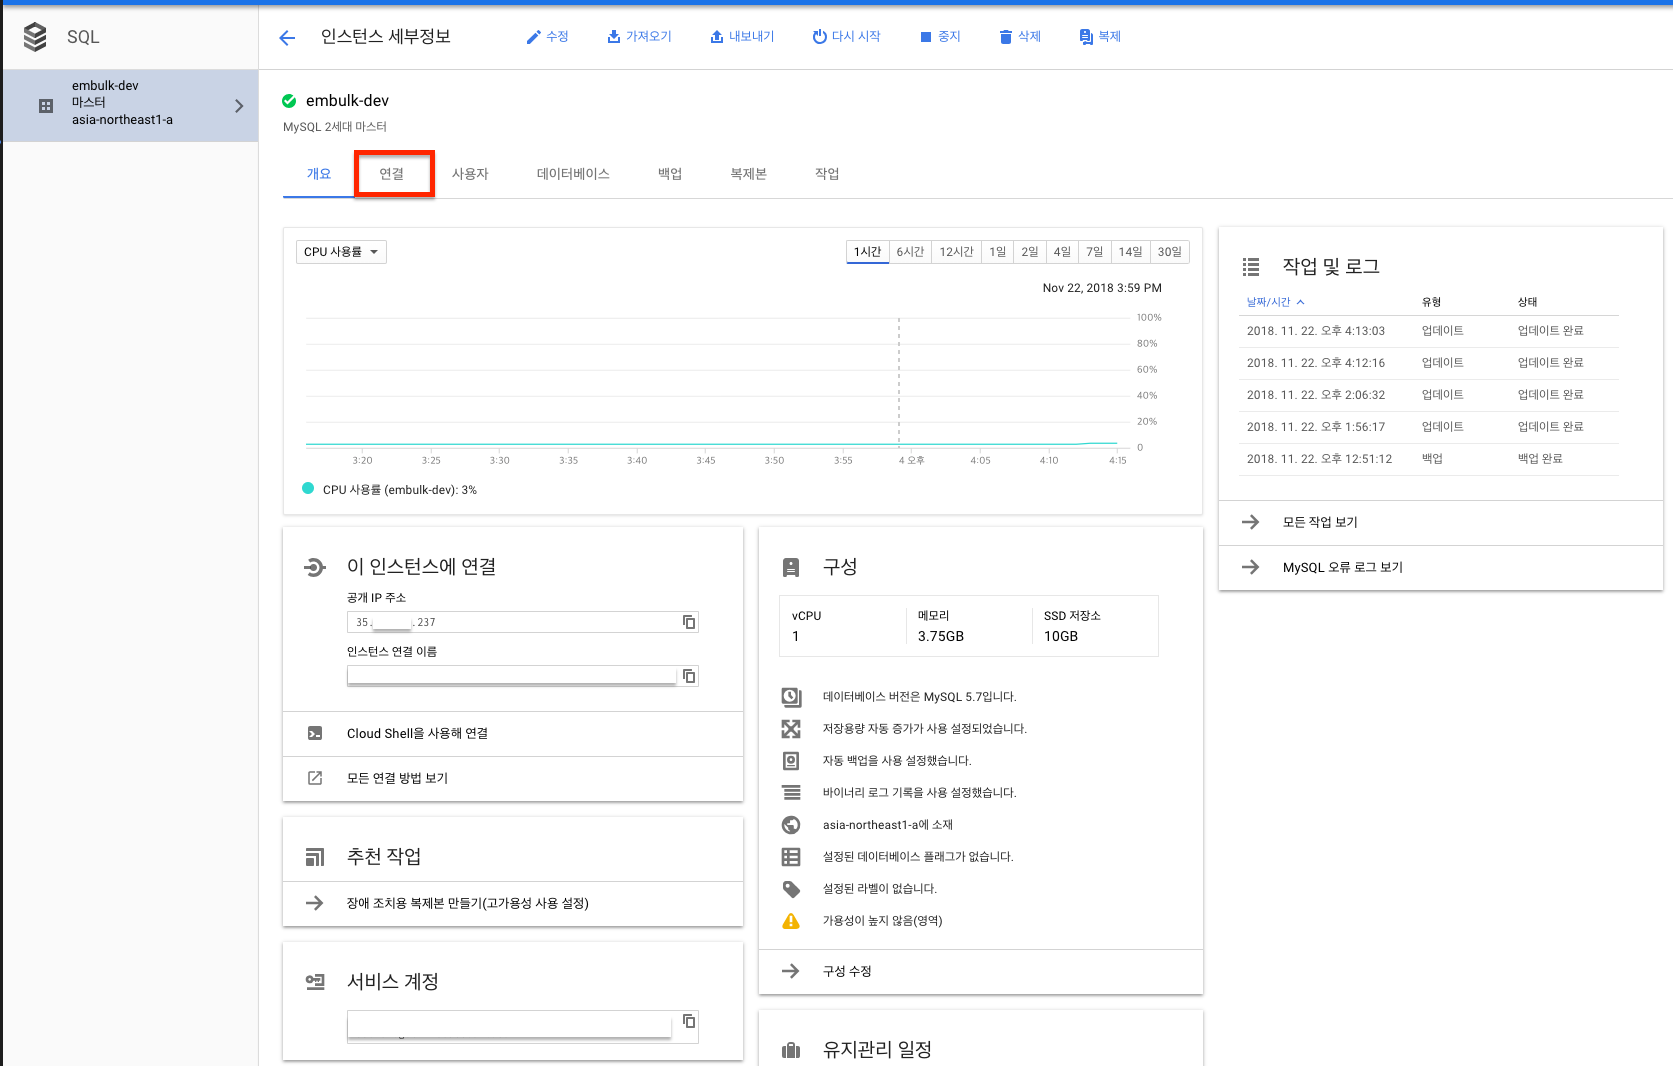 SQL
embulk-dev
마스터
asia-northeast1-a
인스턴스 세부정보
수정
가져오기
내보내기
다시 시작
중지
삭제
복제
embulk-dev
MySQL 2세대 마스터
개요
연결
사용자
데이터베이스
백업
복제본
작업
CPU 사용률
1시간
6시간
12시간
1일
2일
4일
7일
14일
30일
Nov 22, 2018 3:59 PM
100%
80%
60%
40%
20%
0
3:20
3:25
3:30
3:35
3:40
3:45
3:50
3:55
4 오후
4:05
4:10
4:15
CPU 사용률 (embulk-dev): 3%
작업 및 로그
날짜/시간 유형 상태
2018. 11. 22. 오후 4:13:03 업데이트 업데이트 완료
2018. 11. 22. 오후 4:12:16 업데이트 업데이트 완료
2018. 11. 22. 오후 2:06:32 업데이트 업데이트 완료
2018. 11. 22. 오후 1:56:17 업데이트 업데이트 완료
2018. 11. 22. 오후 12:51:12 백업 백업 완료
모든 작업 보기
MySQL 오류 로그 보기
이 인스턴스에 연결
공개 IP 주소
35. .237
인스턴스 연결 이름
Cloud Shell을 사용해 연결
모든 연결 방법 보기
추천 작업
장애 조치용 복제본 만들기(고가용성 사용 설정)
서비스 계정
구성
vCPU 메모리 SSD 저장소
1 3.75GB 10GB
데이터베이스 버전은 MySQL 5.7입니다.
저장용량 자동 증가가 사용 설정되었습니다.
자동 백업을 사용 설정했습니다.
바이너리 로그 기록을 사용 설정했습니다.
asia-northeast1-a에 소재
설정된 데이터베이스 플래그가 없습니다.
설정된 라벨이 없습니다.
가용성이 높지 않음(영역)
구성 수정
유지관리 일정